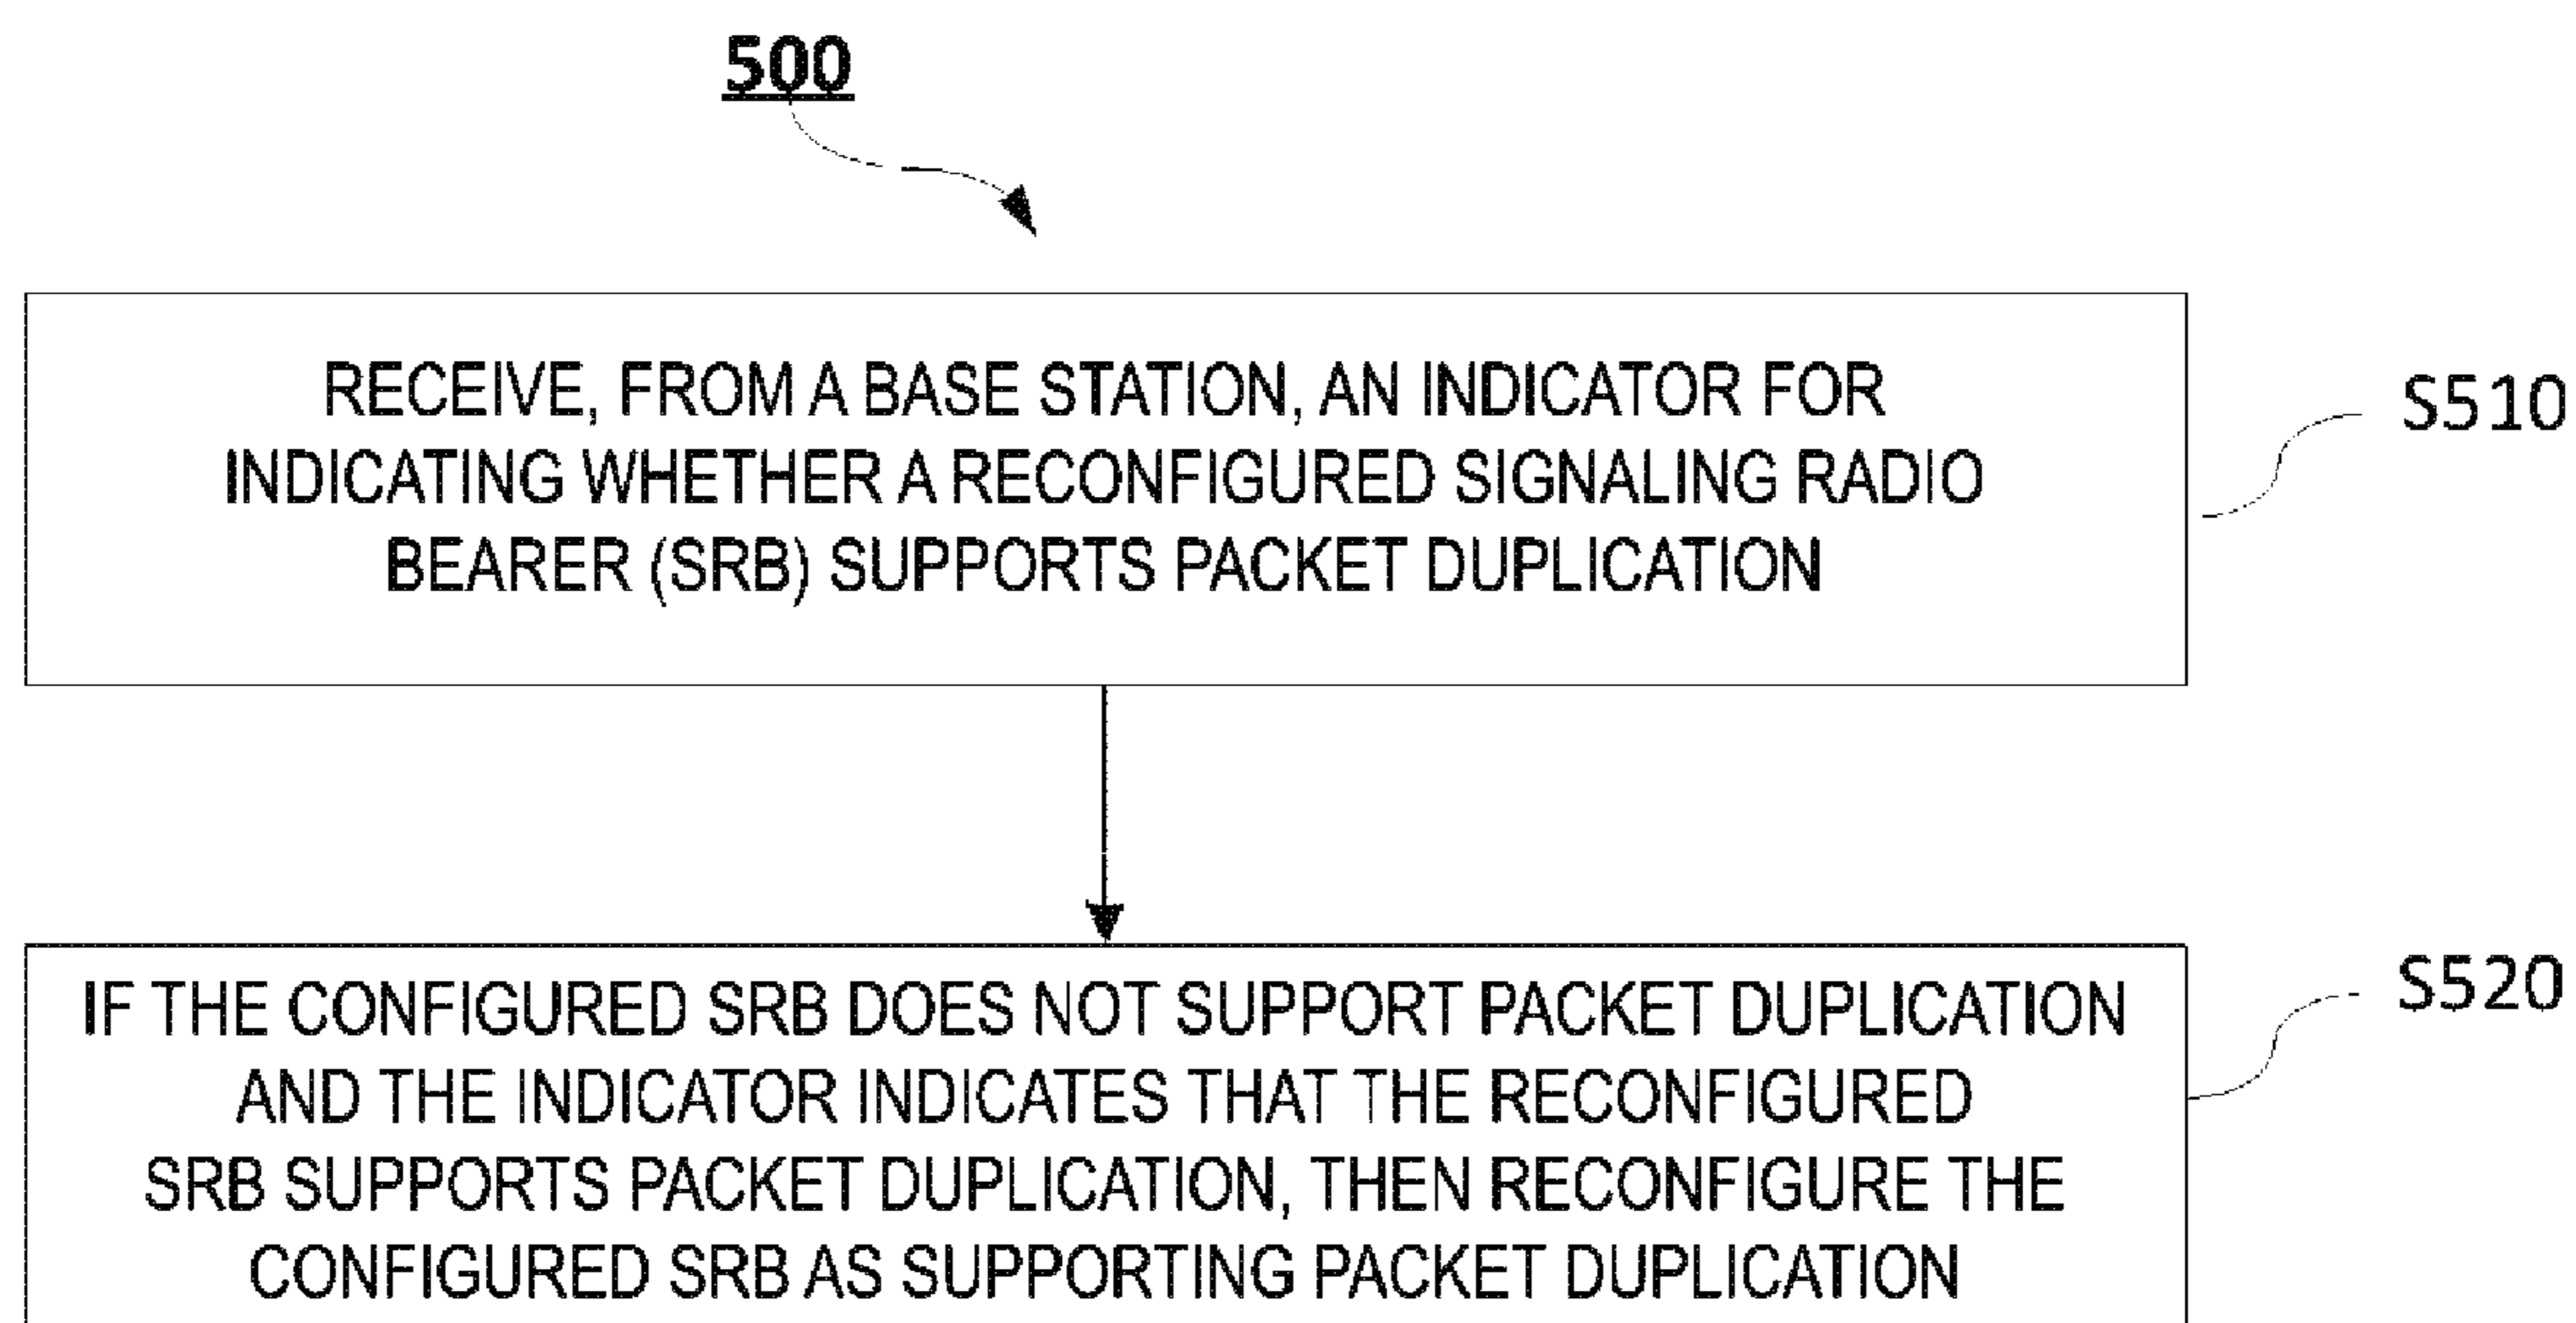 500
RECEIVE, FROM A BASE STATION, AN INDICATOR FOR
INDICATING WHETHER A RECONFIGURED SIGNALING RADIO
BEARER (SRB) SUPPORTS PACKET DUPLICATION
S510
IF THE CONFIGURED SRB DOES NOT SUPPORT PACKET DUPLICATION
AND THE INDICATOR INDICATES THAT THE RECONFIGURED
SRB SUPPORTS PACKET DUPLICATION, THEN RECONFIGURE THE
CONFIGURED SRB AS SUPPORTING PACKET DUPLICATION
S520